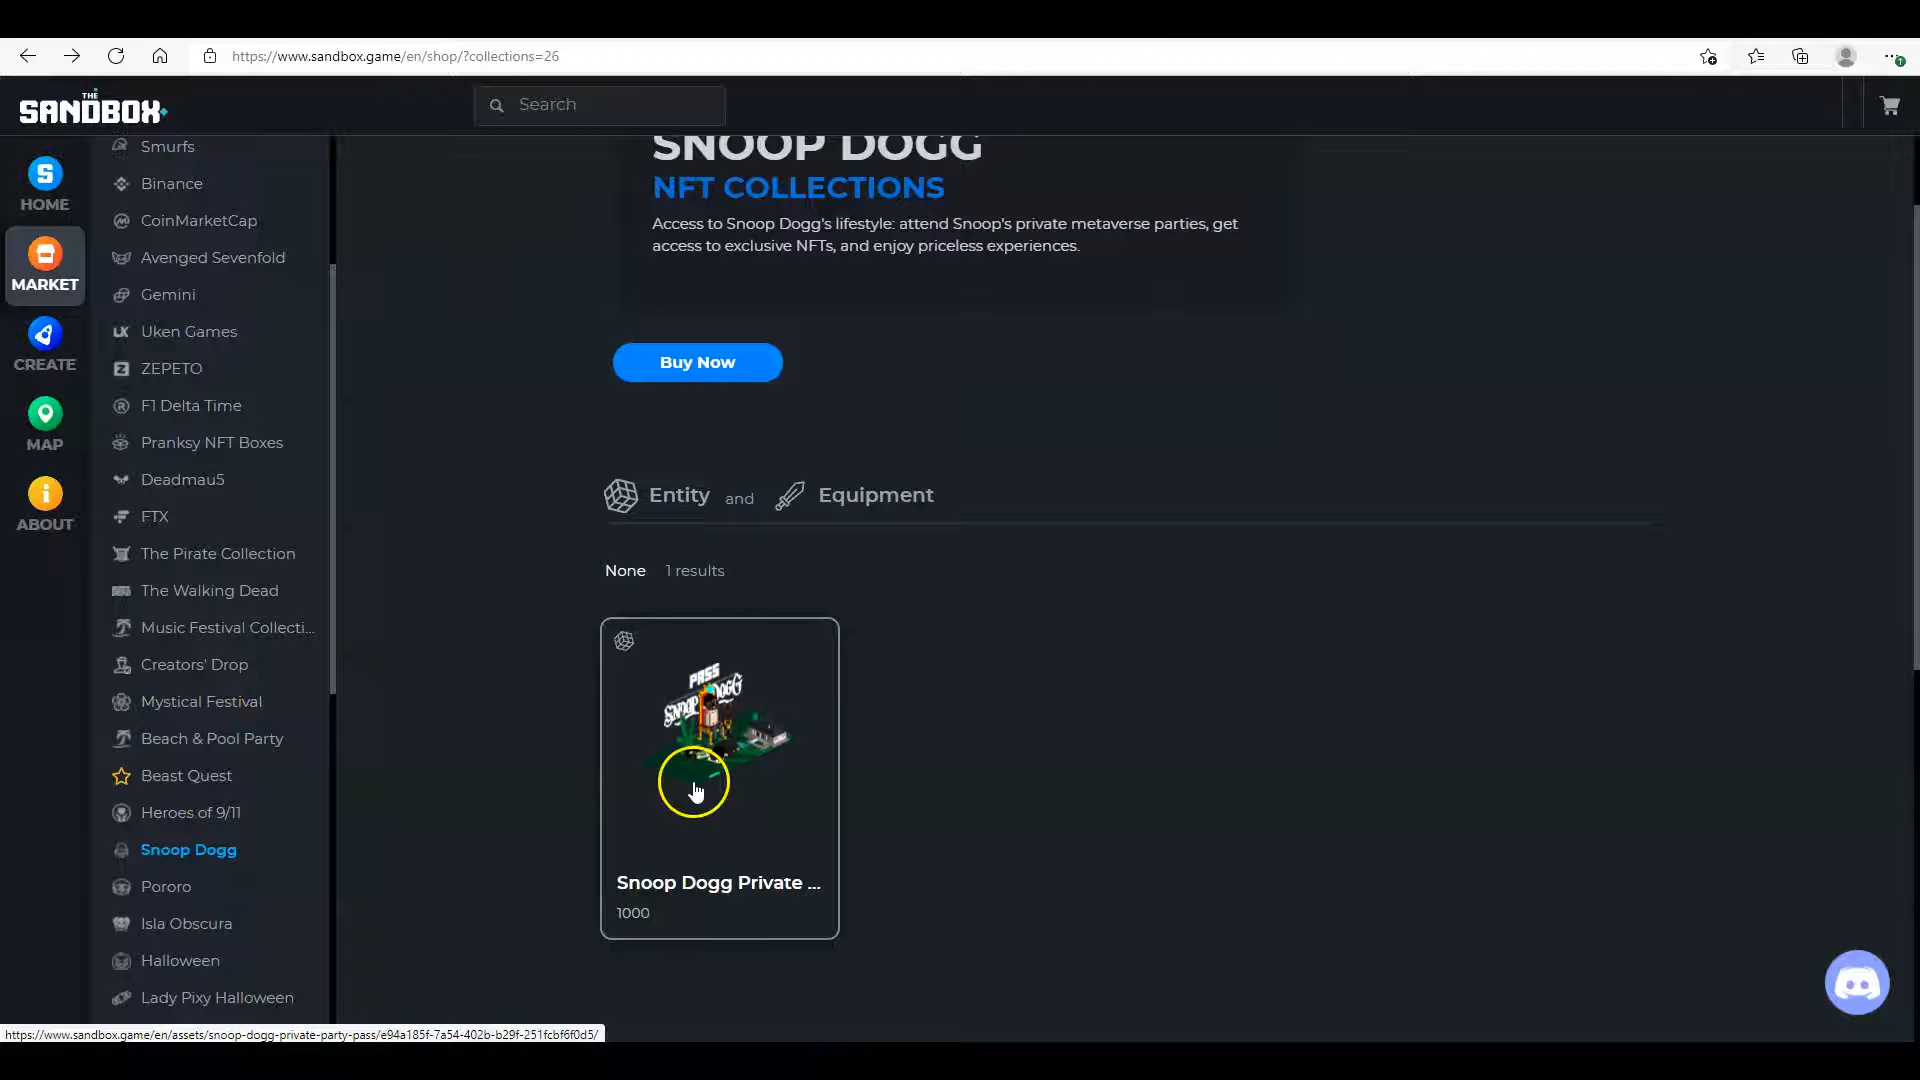 https://www.sandbox.game/en/shop/?collections=26
THE
SANDBOX
Search
HOME
MARKET
CREATE
MAP
ABOUT
Smurfs
Binance
CoinMarketCap
Avenged Sevenfold
Gemini
Uken Games
ZEPETO
F1 Delta Time
Pranksy NFT Boxes
Deadmau5
FTX
The Pirate Collection
The Walking Dead
Music Festival Collecti...
Creators' Drop
Mystical Festival
Beach & Pool Party
Beast Quest
Heroes of 9/11
Snoop Dogg
Pororo
Isla Obscura
Halloween
Lady Pixy Halloween
SNOOP DOGG
NFT COLLECTIONS
Access to Snoop Dogg's lifestyle: attend Snoop's private metaverse parties, get
access to exclusive NFTs, and enjoy priceless experiences.
Buy Now
Entity and Equipment
None 1 results
PASS
SNOOP DOGG
Snoop Dogg Private ...
1000
https://www.sandbox.game/en/assets/snoop-dogg-private-party-pass/e94a185f-7a54-402b-b29f-251fcbf6f0d5/